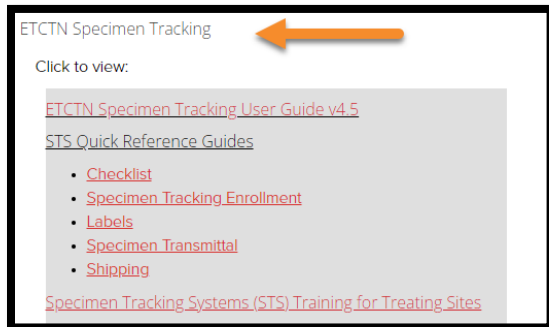 ETCTN Specimen Tracking
Click to view:
ETCTN Specimen Tracking User Guide v4.5
STS Quick Reference Guides
• Checklist
• Specimen Tracking Enrollment
• Labels
• Specimen Transmittal
• Shipping
Specimen Tracking Systems (STS) Training for Treating Sites